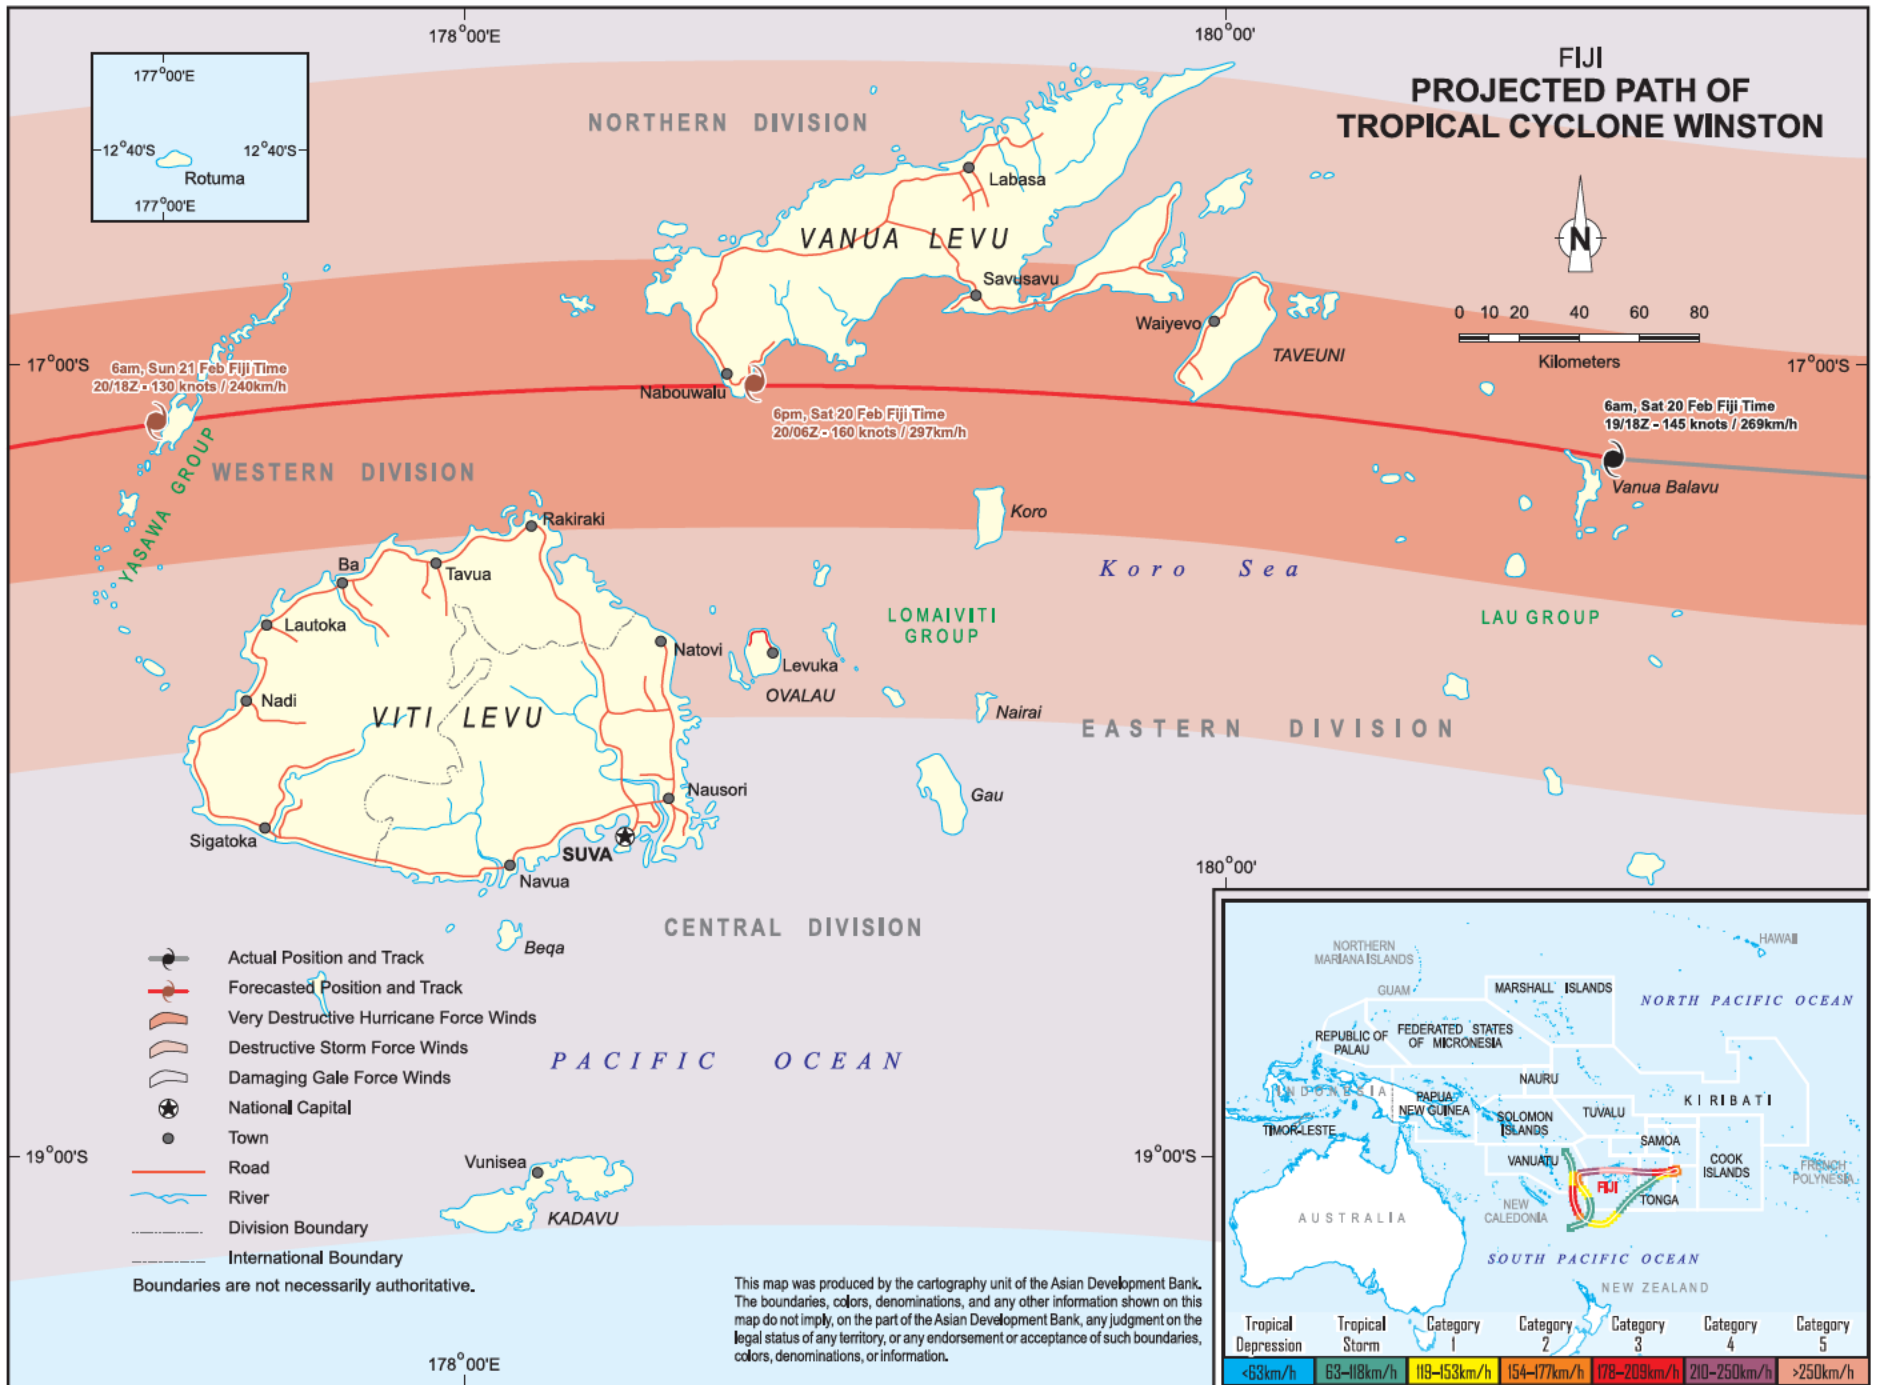 178°00'E
180°00'
FIJI
PROJECTED PATH OF
TROPICAL CYCLONE WINSTON
177°00'E
12°40'S
12°40'S
Rotuma
177°00'E
NORTHERN DIVISION
Labasa
VANUA LEVU
N
Savusavu
Waiyevo
TAVEUNI
0 10 20 40 60 80
Kilometers
17°00'S
17°00'S
6am, Sun 21 Feb Fiji Time
20/18Z - 130 knots / 240km/h
Nabouwalu
6pm, Sat 20 Feb Fiji Time
20/06Z - 160 knots / 297km/h
6am, Sat 20 Feb Fiji Time
19/18Z - 145 knots / 269km/h
Vanua Balavu
YASAWA GROUP
WESTERN DIVISION
Rakiraki
Koro
Ba
Tavua
Koro Sea
Lautoka
LOMAIVITI
GROUP
LAU GROUP
Natovi
Levuka
OVALAU
Nadi
VITI LEVU
Nairai
EASTERN DIVISION
Nausori
Gau
Sigatoka
SUVA
Navua
180°00'
CENTRAL DIVISION
Beqa
Actual Position and Track
Forecasted Position and Track
Very Destructive Hurricane Force Winds
Destructive Storm Force Winds
Damaging Gale Force Winds
National Capital
Town
Road
River
Division Boundary
International Boundary
Boundaries are not necessarily authoritative.
PACIFIC OCEAN
19°00'S
19°00'S
Vunisea
KADAVU
This map was produced by the cartography unit of the Asian Development Bank.
The boundaries, colors, denominations, and any other information shown on this
map do not imply, on the part of the Asian Development Bank, any judgment on the
legal status of any territory, or any endorsement or acceptance of such boundaries,
colors, denominations, or information.
178°00'E
HAWAII
NORTHERN
MARIANA ISLANDS
GUAM
MARSHALL ISLANDS
NORTH PACIFIC OCEAN
REPUBLIC OF
PALAU
FEDERATED STATES
OF MICRONESIA
NAURU
INDONESIA
PAPUA
NEW GUINEA
KIRIBATI
SOLOMON
ISLANDS
TUVALU
TIMOR-LESTE
SAMOA
VANUATU
COOK
ISLANDS
FRENCH
POLYNESIA
FIJI
TONGA
NEW
CALEDONIA
AUSTRALIA
SOUTH PACIFIC OCEAN
NEW ZEALAND
Tropical
Depression
Tropical
Storm
Category
1
Category
2
Category
3
Category
4
Category
5
<63km/h 63–118km/h 119–153km/h 154–177km/h 178–209km/h 210–250km/h >250km/h